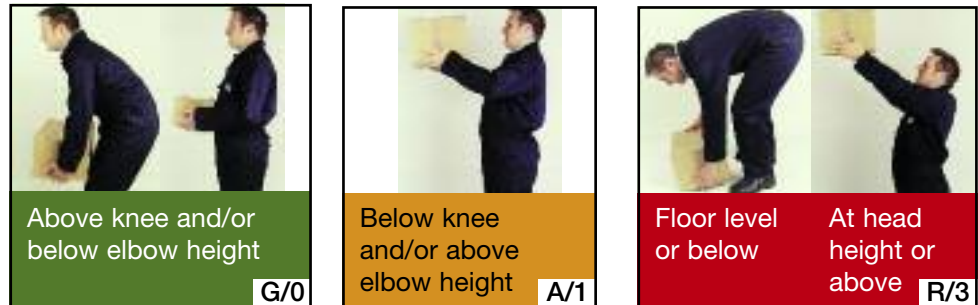 Above knee and/or
below elbow height
G/0
Below knee
and/or above
elbow height
A/1
Floor level
or below
At head
height or
above
R/3